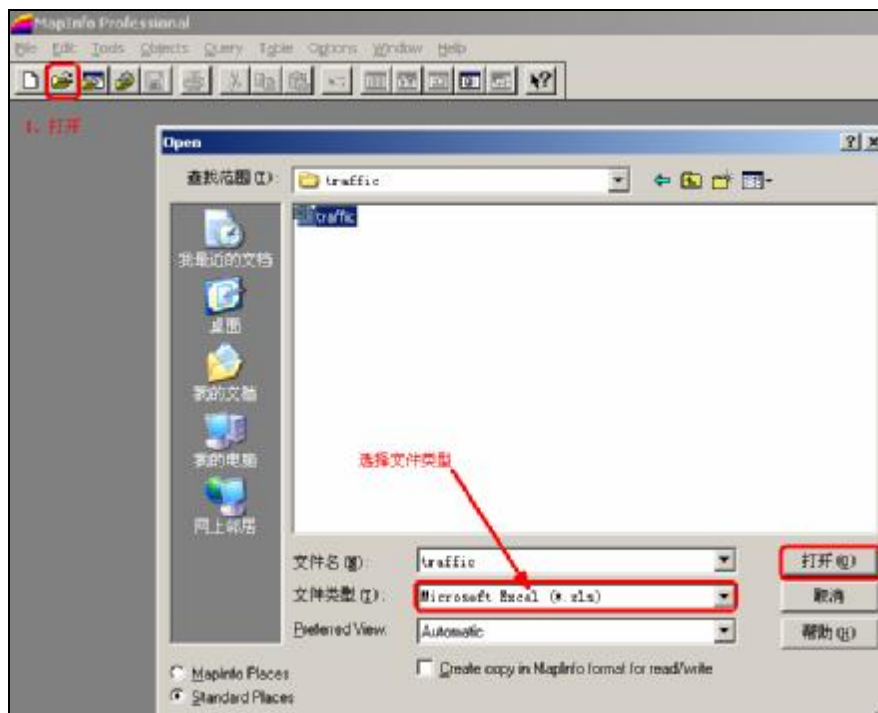 MapInfo Professional
File Edit Tools Objects Query Table Options Window Help
1、打开
Open
查找范围(I):
traffic
traffic
我最近的文档
桌面
我的文档
我的电脑
网上邻居
选择文件类型
文件名(N):
traffic
打开(O)
文件类型(T):
Microsoft Excel (*.xls)
取消
Preferred View:
Automatic
帮助(H)
MapInfo Places
Create copy in MapInfo format for read/write
Standard Places